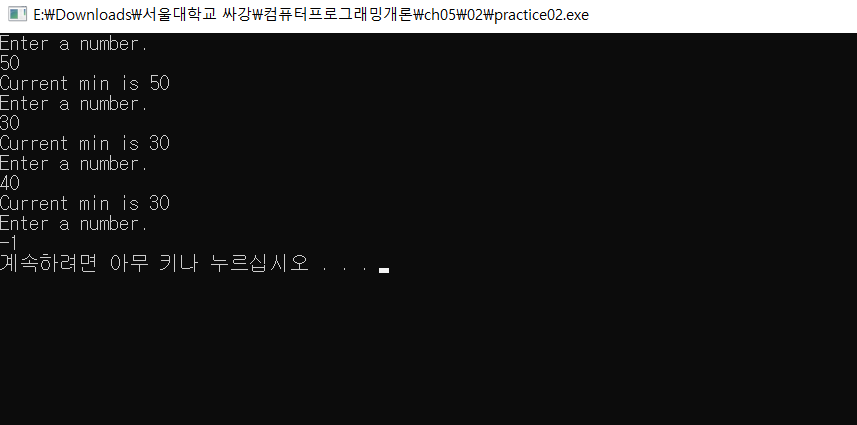 E:₩Downloads₩서울대학교 싸강₩컴퓨터프로그래밍개론₩ch05₩02₩practice02.exe
Enter a number.
50
Current min is 50
Enter a number.
30
Current min is 30
Enter a number.
40
Current min is 30
Enter a number.
-1
계속하려면 아무 키나 누르십시오 . . .